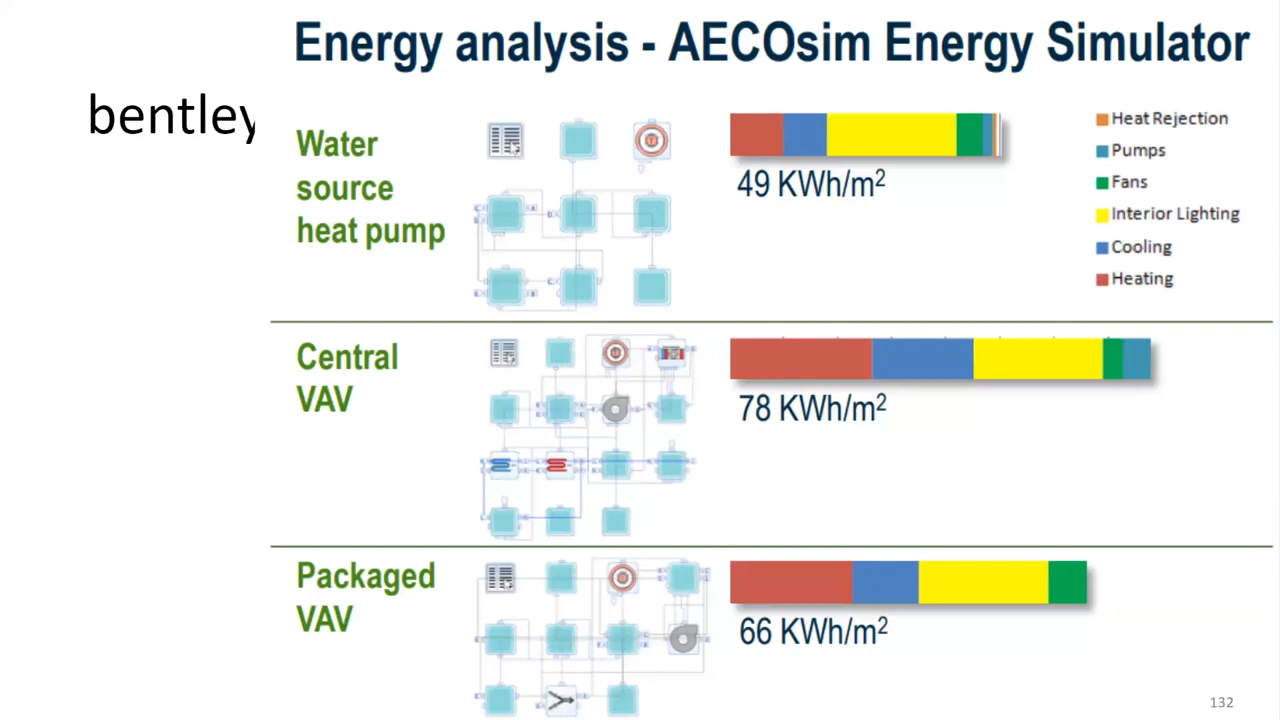 Energy analysis - AECOsim Energy Simulator
bentley
Water
source
heat pump
49 KWh/m²
Heat Rejection
Pumps
Fans
Interior Lighting
Cooling
Heating
Central
VAV
78 KWh/m²
Packaged
VAV
66 KWh/m²
132